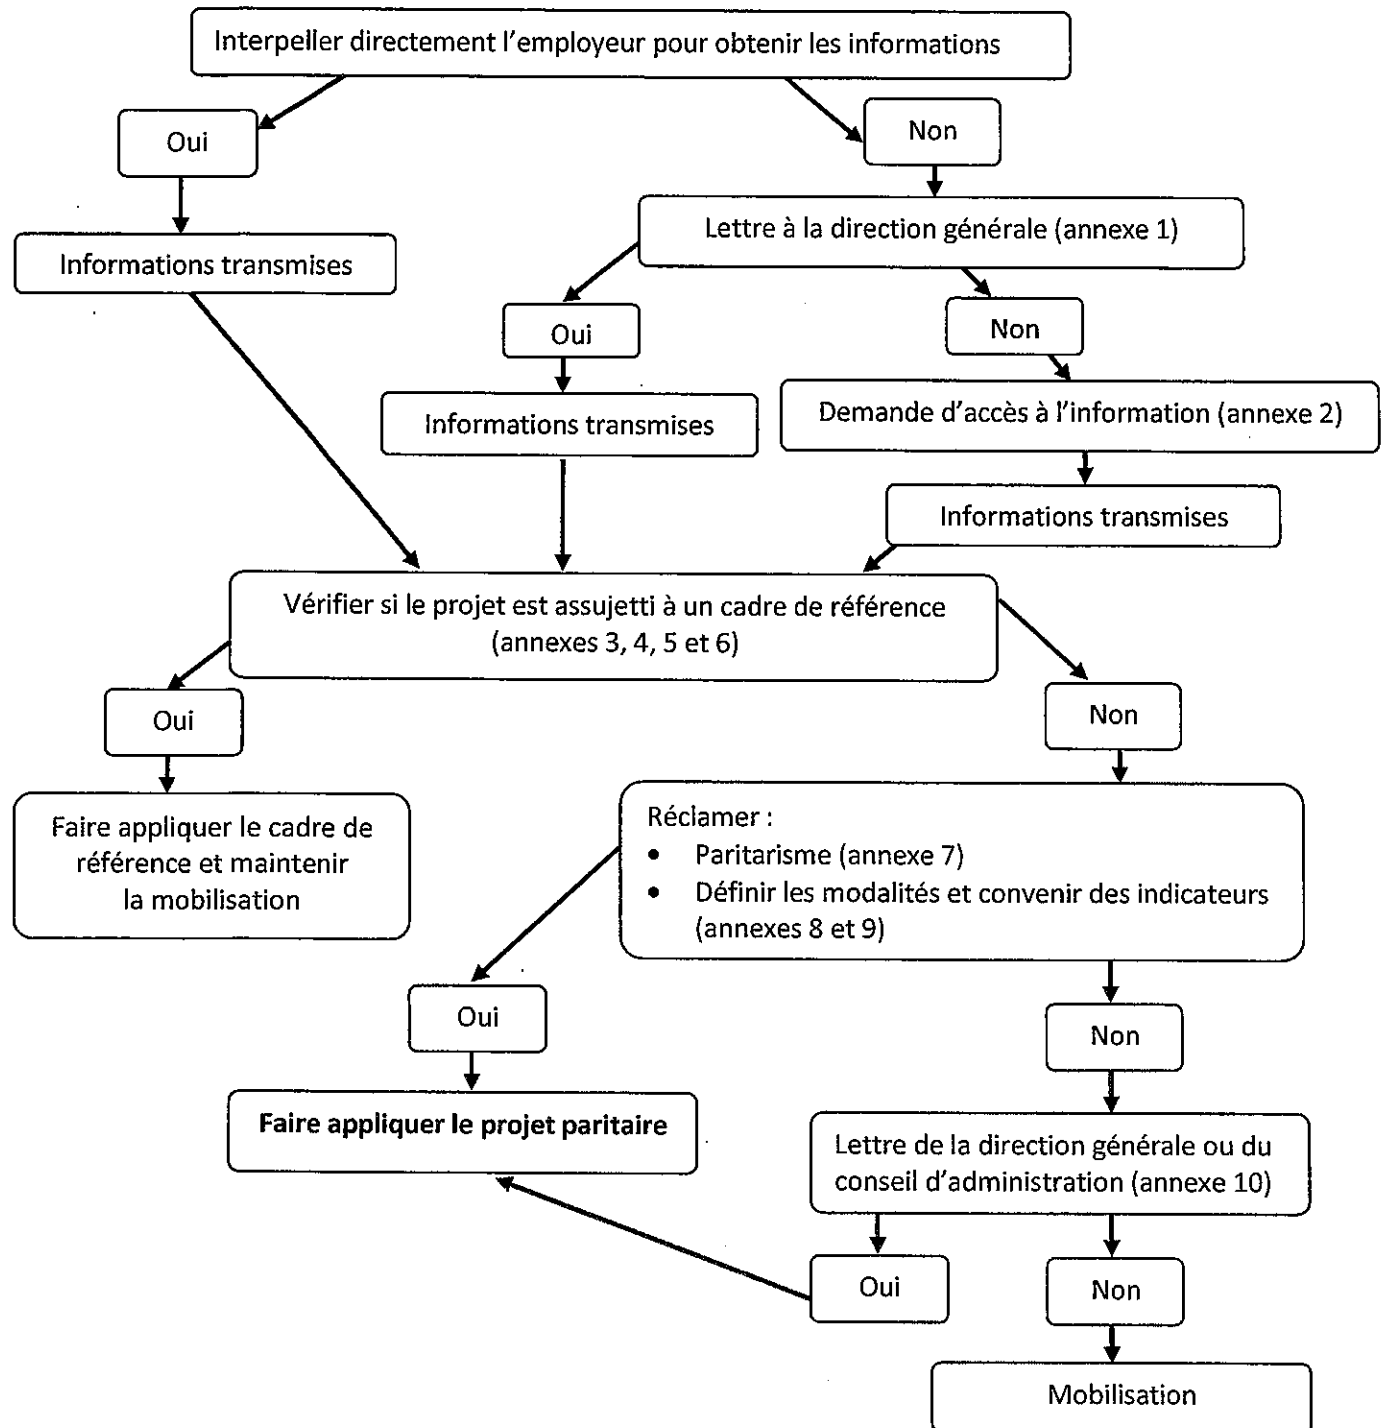 Interpeller directement l'employeur pour obtenir les informations
Oui
Non
Informations transmises
Lettre à la direction générale (annexe 1)
Oui
Non
Informations transmises
Demande d'accès à l'information (annexe 2)
Informations transmises
Vérifier si le projet est assujetti à un cadre de référence
(annexes 3, 4, 5 et 6)
Oui
Non
Faire appliquer le cadre de
référence et maintenir
la mobilisation
Réclamer :
• Paritarisme (annexe 7)
• Définir les modalités et convenir des indicateurs
(annexes 8 et 9)
Oui
Non
Faire appliquer le projet paritaire
Lettre de la direction générale ou du
conseil d'administration (annexe 10)
Oui
Non
Mobilisation